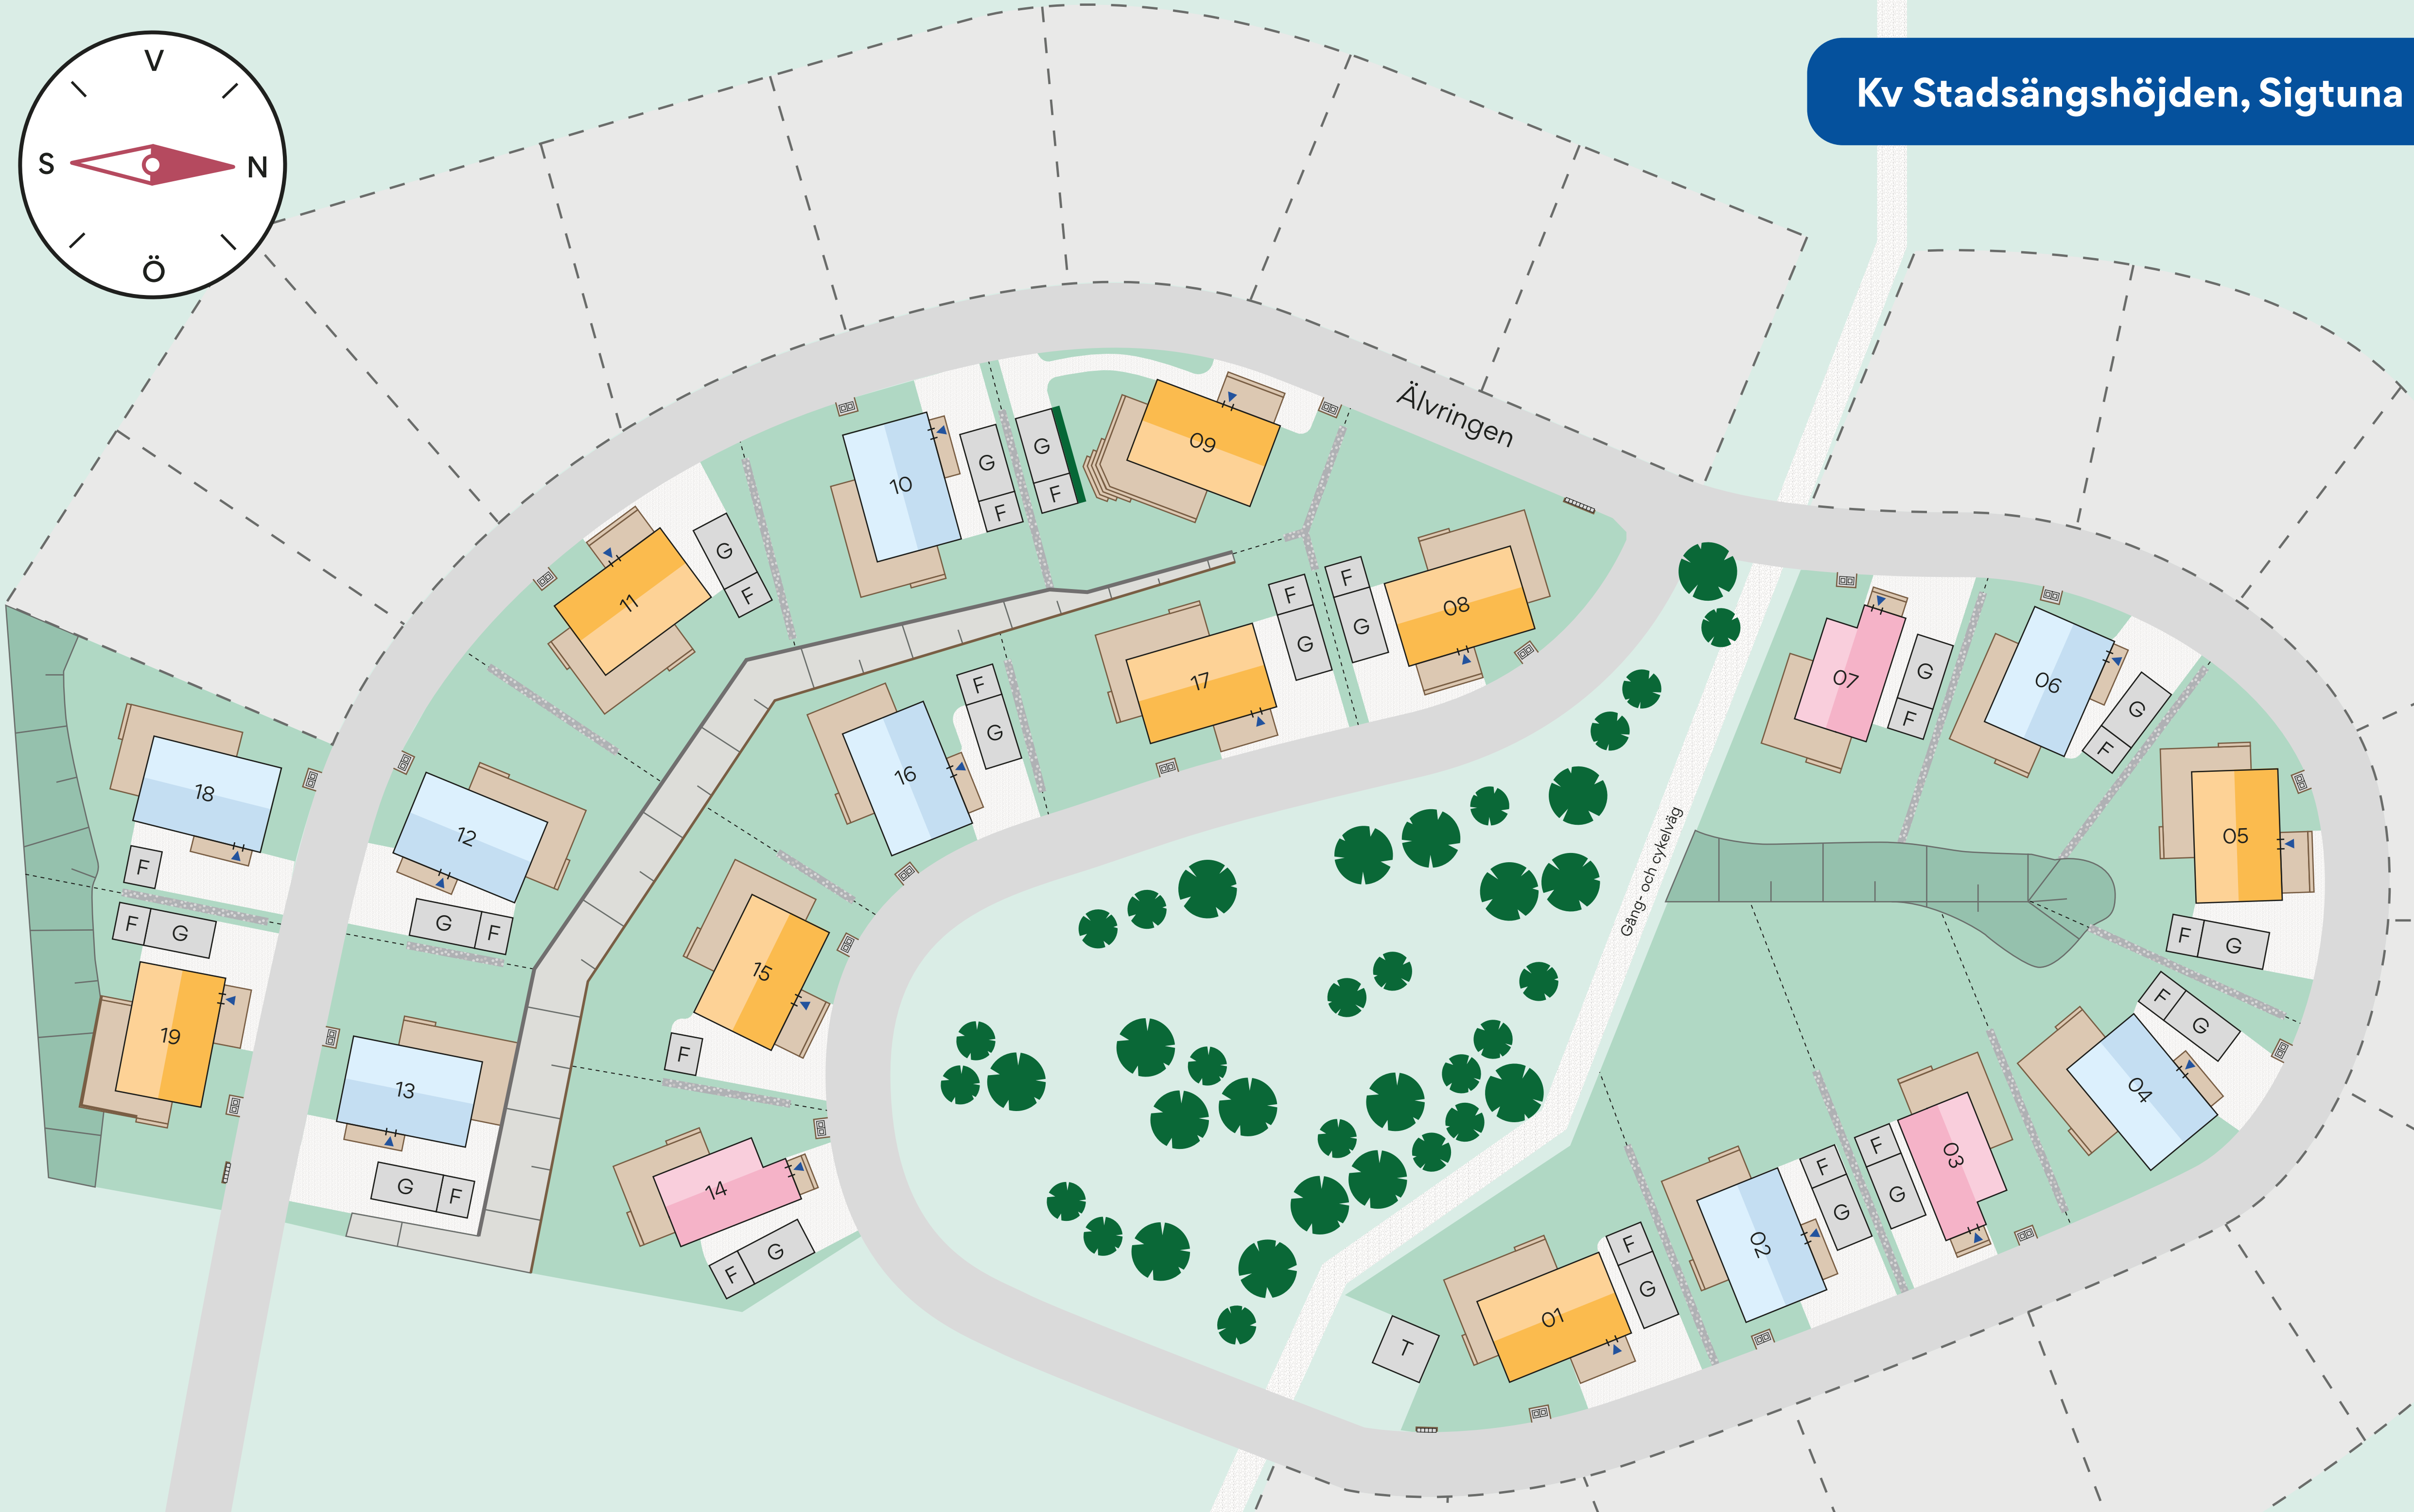 V
S
N
Ö
Kv Stadsängshöjden, Sigtuna
Älvringen
Gång- och cykelväg
09
G
F
10
G
F
11
G
F
08
F
G
17
F
G
16
F
G
07
G
F
06
G
F
05
F
G
18
F
12
G
F
F
G
19
13
G
F
15
F
14
F
G
04
F
G
03
F
G
02
F
G
01
F
G
T